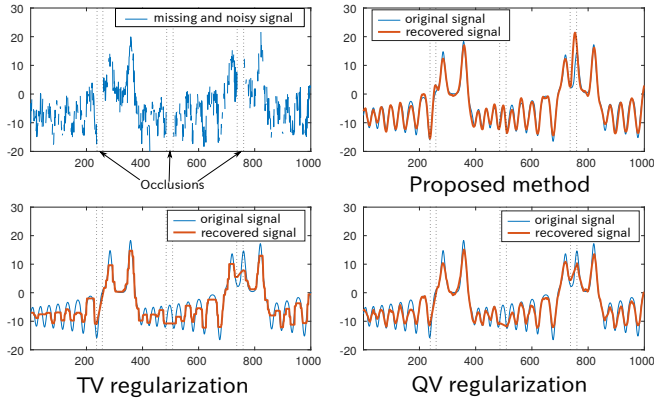 30
20
10
0
-10
-20
200 400 600 800 1000
missing and noisy signal
Occlusions
30
20
10
0
-10
-20
200 400 600 800 1000
original signal
recovered signal
Proposed method
30
20
10
0
-10
-20
0 200 400 600 800 1000
original signal
recovered signal
TV regularization
30
20
10
0
-10
-20
0 200 400 600 800 1000
original signal
recovered signal
QV regularization